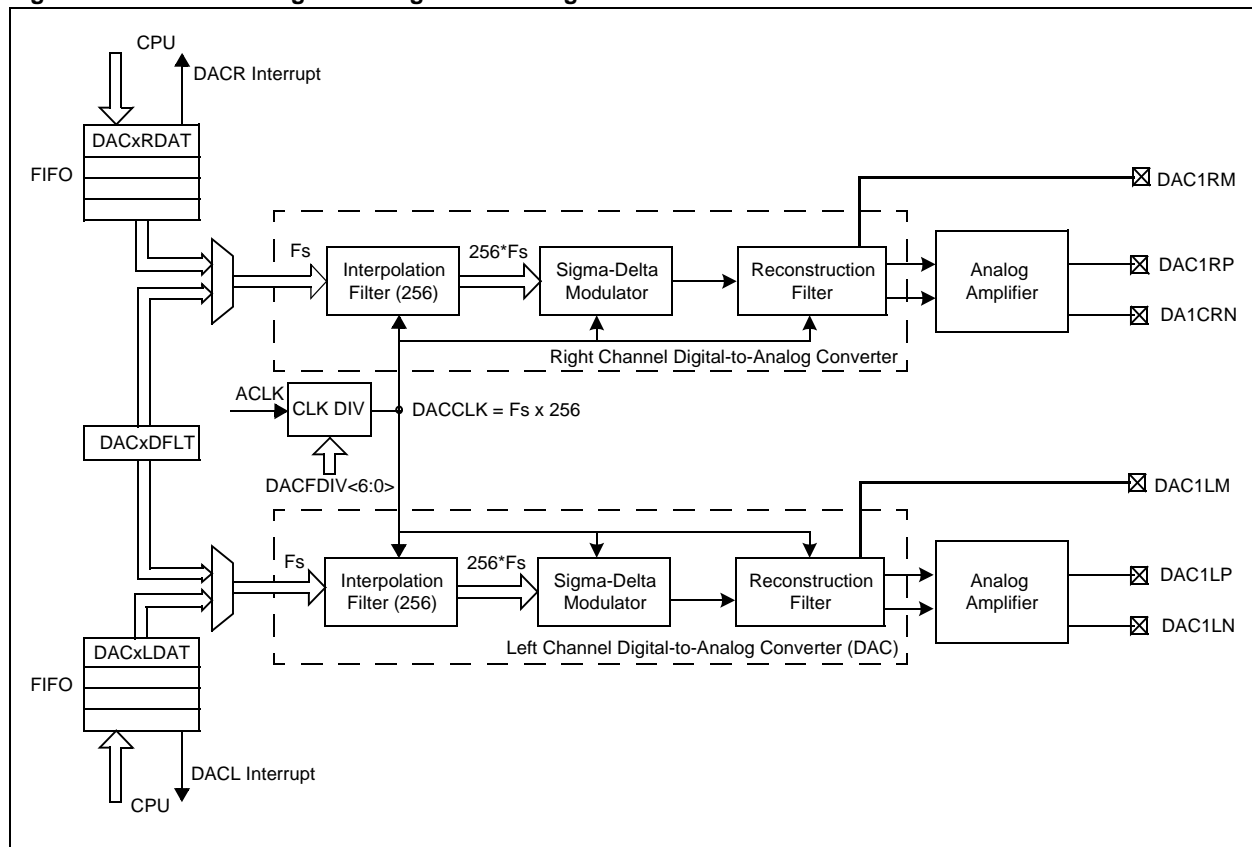 CPU
DACR Interrupt
DACxRDAT
FIFO
DAC1RM
Fs
256*Fs
Interpolation
Filter (256)
Sigma-Delta
Modulator
Reconstruction
Filter
Analog
Amplifier
DAC1RP
DA1CRN
Right Channel Digital-to-Analog Converter
ACLK
CLK DIV
DACCLK = Fs x 256
DACxDFLT
DACFDIV<6:0>
DAC1LM
Fs
256*Fs
Interpolation
Filter (256)
Sigma-Delta
Modulator
Reconstruction
Filter
Analog
Amplifier
DAC1LP
DAC1LN
Left Channel Digital-to-Analog Converter (DAC)
DACxLDAT
FIFO
DACL Interrupt
CPU